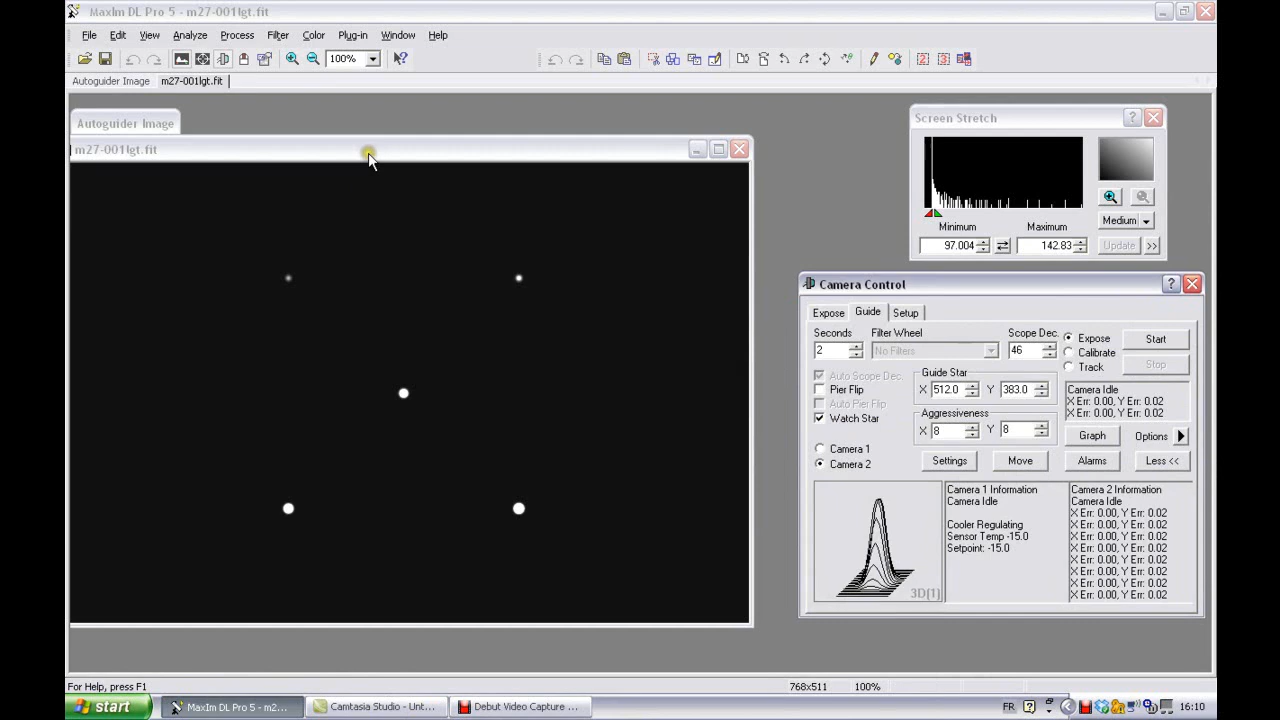 MaxIm DL Pro 5 - m27-001lgt.fit
File Edit View Analyze Process Filter Color Plug-in Window Help
100%
Autoguider Image m27-001lgt.fit
Autoguider Image
m27-001lgt.fit
Screen Stretch
Medium
Minimum Maximum
97.004 142.83 Update >>
Camera Control
Expose Guide Setup
Seconds Filter Wheel Scope Dec.
2 No Filters 46
Expose
Calibrate
Track
Start
Stop
Auto Scope Dec.
Pier Flip
Auto Pier Flip
Watch Star
Guide Star
X 512.0 Y 383.0
Aggressiveness
X 8 Y 8
Camera Idle
X Err: 0.00, Y Err: 0.02
X Err: 0.00, Y Err: 0.02
Camera 1
Camera 2
Graph Options
Settings Move Alarms Less <<
3D(1)
Camera 1 Information
Camera Idle
Cooler Regulating
Sensor Temp -15.0
Setpoint: -15.0
Camera 2 Information
Camera Idle
X Err: 0.00, Y Err: 0.02
X Err: 0.00, Y Err: 0.02
X Err: 0.00, Y Err: 0.02
X Err: 0.00, Y Err: 0.02
X Err: 0.00, Y Err: 0.02
X Err: 0.00, Y Err: 0.02
X Err: 0.00, Y Err: 0.02
X Err: 0.00, Y Err: 0.02
For Help, press F1 768x511 100%
start MaxIm DL Pro 5 - m2... Camtasia Studio - Unt... Debut Video Capture ... FR 16:10